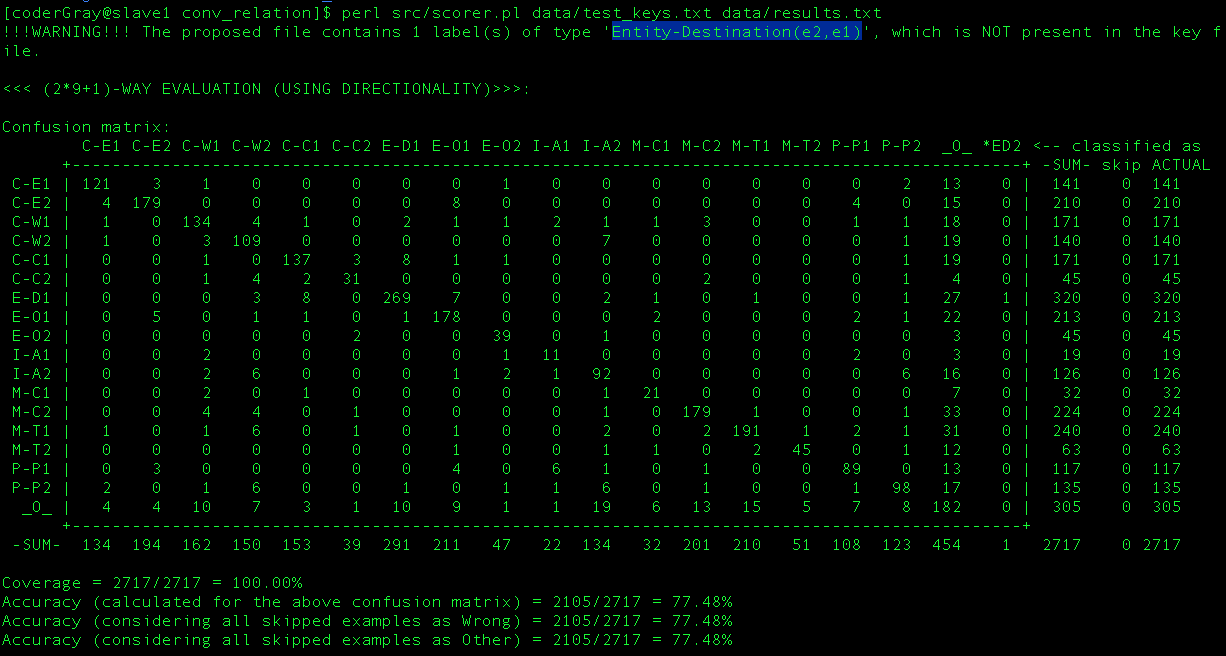 [coderGray@slave1 conv_relation]$ perl src/scorer.pl data/test_keys.txt data/results.txt
!!!WARNING!!! The proposed file contains 1 label(s) of type 'Entity-Destination(e2,e1)', which is NOT present in the key f
ile.
<<< (2*9+1)-WAY EVALUATION (USING DIRECTIONALITY)>>>:
Confusion matrix:
C-E1 C-E2 C-W1 C-W2 C-C1 C-C2 E-D1 E-O1 E-O2 I-A1 I-A2 M-C1 M-C2 M-T1 M-T2 P-P1 P-P2 _O_ *ED2 <-- classified as
+-----------------------------------------------------------------------------------------------+ -SUM- skip ACTUAL
C-E1 | 121 3 1 0 0 0 0 0 1 0 0 0 0 0 0 0 2 13 0 | 141 0 141
C-E2 | 4 179 0 0 0 0 0 8 0 0 0 0 0 0 0 4 0 15 0 | 210 0 210
C-W1 | 1 0 134 4 1 0 2 1 1 2 1 1 3 0 0 1 1 18 0 | 171 0 171
C-W2 | 1 0 3 109 0 0 0 0 0 0 7 0 0 0 0 0 1 19 0 | 140 0 140
C-C1 | 0 0 1 0 137 3 8 1 1 0 0 0 0 0 0 0 1 19 0 | 171 0 171
C-C2 | 0 0 1 4 2 31 0 0 0 0 0 0 2 0 0 0 1 4 0 | 45 0 45
E-D1 | 0 0 0 3 8 0 269 7 0 0 2 1 0 1 0 0 1 27 1 | 320 0 320
E-O1 | 0 5 0 1 1 0 1 178 0 0 0 2 0 0 0 2 1 22 0 | 213 0 213
E-O2 | 0 0 0 0 0 2 0 0 39 0 1 0 0 0 0 0 0 3 0 | 45 0 45
I-A1 | 0 0 2 0 0 0 0 0 1 11 0 0 0 0 0 2 0 3 0 | 19 0 19
I-A2 | 0 0 2 6 0 0 0 1 2 1 92 0 0 0 0 0 6 16 0 | 126 0 126
M-C1 | 0 0 2 0 1 0 0 0 0 0 1 21 0 0 0 0 0 7 0 | 32 0 32
M-C2 | 0 0 4 4 0 1 0 0 0 0 1 0 179 1 0 0 1 33 0 | 224 0 224
M-T1 | 1 0 1 6 0 1 0 1 0 0 2 0 2 191 1 2 1 31 0 | 240 0 240
M-T2 | 0 0 0 0 0 0 0 1 0 0 1 1 0 2 45 0 1 12 0 | 63 0 63
P-P1 | 0 3 0 0 0 0 0 4 0 6 1 0 1 0 0 89 0 13 0 | 117 0 117
P-P2 | 2 0 1 6 0 0 1 0 1 1 6 0 1 0 0 1 98 17 0 | 135 0 135
_O_ | 4 4 10 7 3 1 10 9 1 1 19 6 13 15 5 7 8 182 0 | 305 0 305
+-----------------------------------------------------------------------------------------------+
-SUM- 134 194 162 150 153 39 291 211 47 22 134 32 201 210 51 108 123 454 1 2717 0 2717
Coverage = 2717/2717 = 100.00%
Accuracy (calculated for the above confusion matrix) = 2105/2717 = 77.48%
Accuracy (considering all skipped examples as Wrong) = 2105/2717 = 77.48%
Accuracy (considering all skipped examples as Other) = 2105/2717 = 77.48%